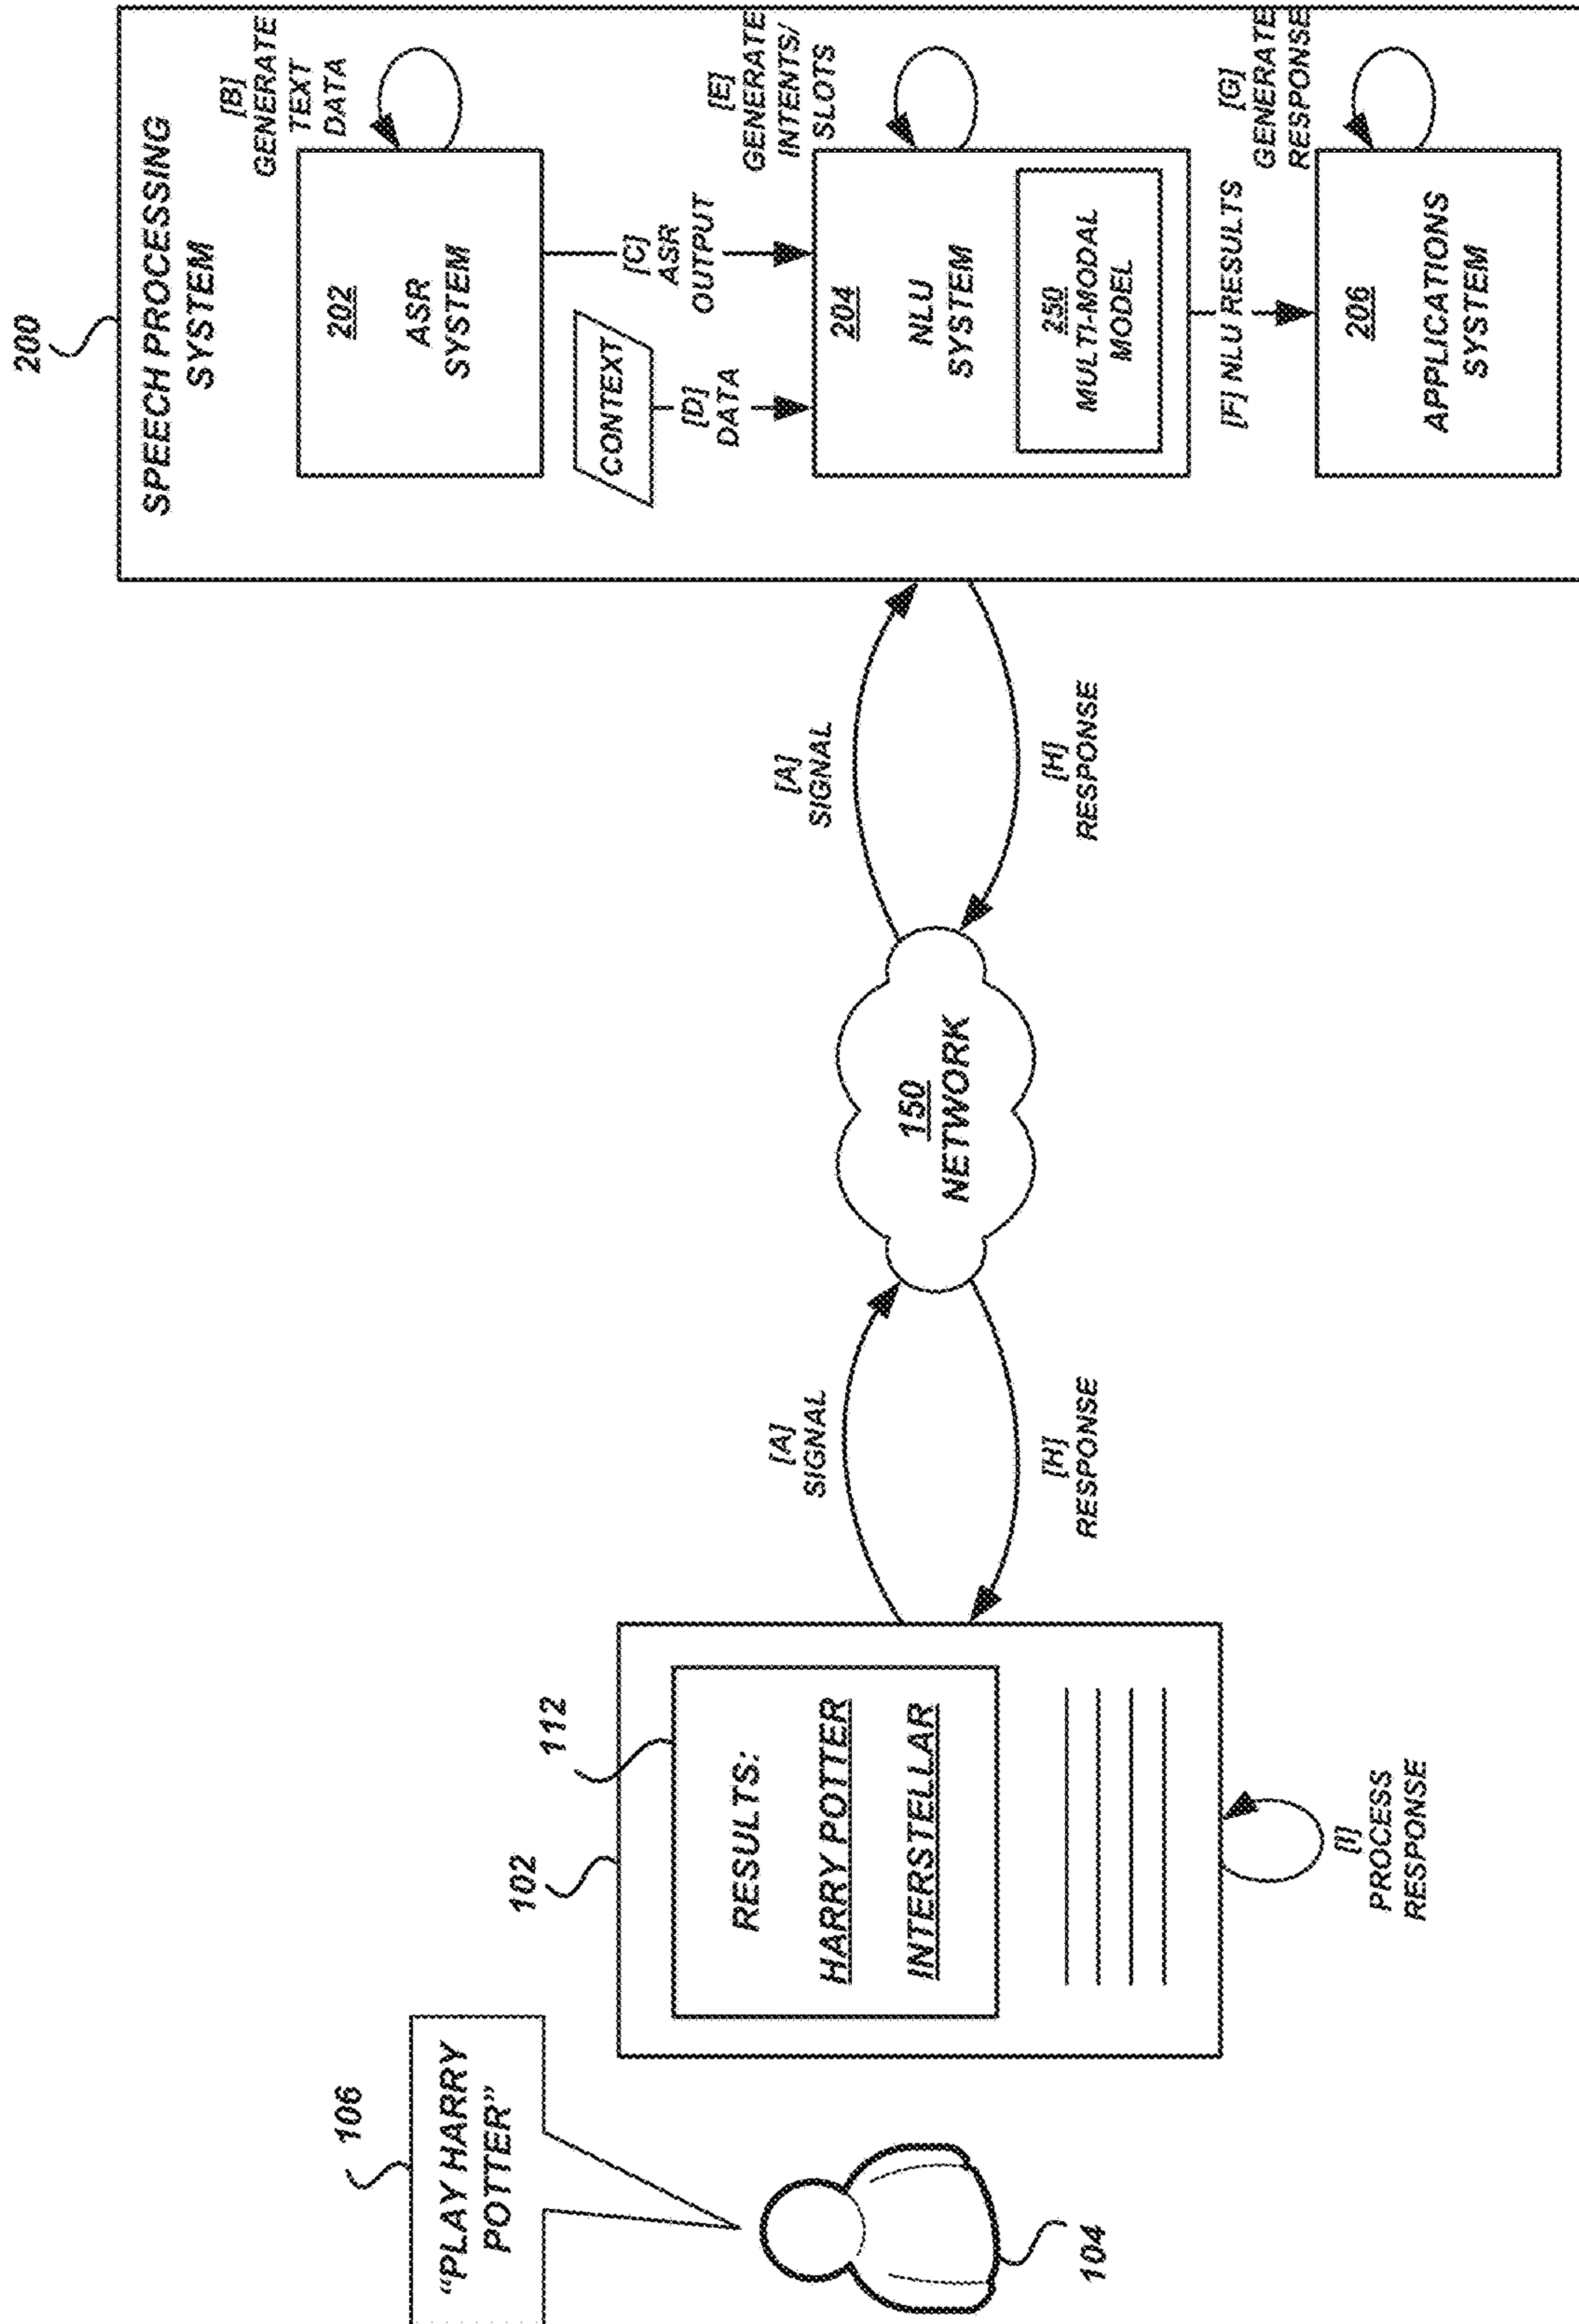 106
"PLAY HARRY
POTTER"
104
102
112
RESULTS:
HARRY POTTER
INTERSTELLAR
[I]
PROCESS
RESPONSE
[A]
SIGNAL
[H]
RESPONSE
150
NETWORK
[A]
SIGNAL
[H]
RESPONSE
200
SPEECH PROCESSING
SYSTEM
202
ASR
SYSTEM
[B]
GENERATE
TEXT
DATA
CONTEXT
[C]
ASR
OUTPUT
[D]
DATA
204
NLU
SYSTEM
250
MULTI-MODAL
MODEL
[E]
GENERATE
INTENTS/
SLOTS
[F] NLU RESULTS
206
APPLICATIONS
SYSTEM
[G]
GENERATE
RESPONSE